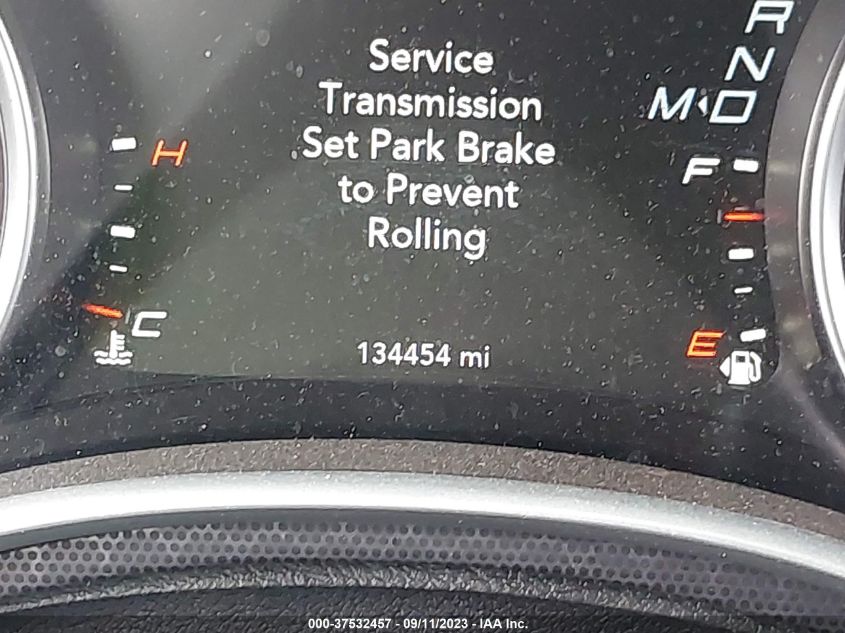 R
Service
N
Transmission
M D
Set Park Brake
H
F
to Prevent
Rolling
C
E
134454 mi
000-37532457 - 09/11/2023 - IAA Inc.